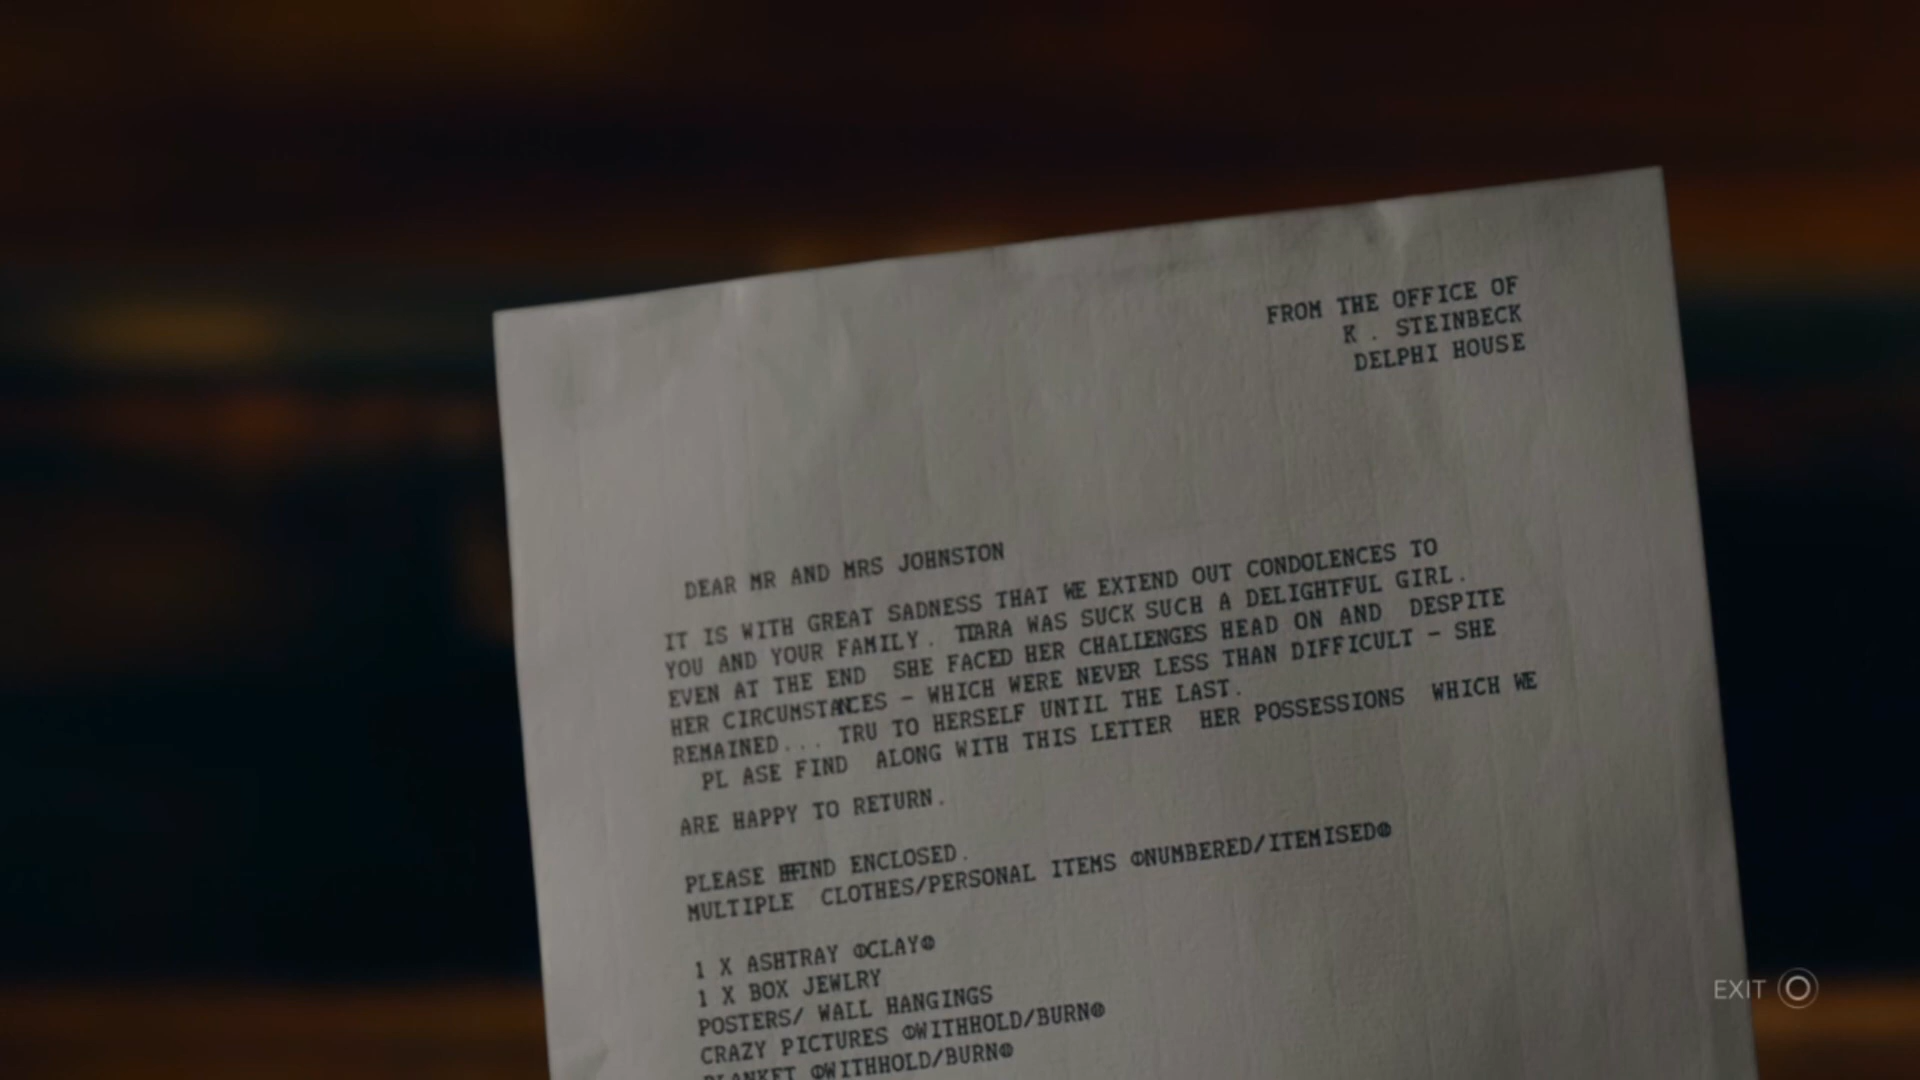 FROM THE OFFICE OF
K . STEINBECK
DELPHI HOUSE
DEAR MR AND MRS JOHNSTON
IT IS WITH GREAT SADNESS THAT WE EXTEND OUT CONDOLENCES TO
YOU AND YOUR FAMILY. TIARA WAS SUCK SUCH A DELIGHTFUL GIRL.
EVEN AT THE END SHE FACED HER CHALLENGES HEAD ON AND DESPITE
HER CIRCUMSTANCES - WHICH WERE NEVER LESS THAN DIFFICULT - SHE
REMAINED... TRU TO HERSELF UNTIL THE LAST.
PL ASE FIND ALONG WITH THIS LETTER HER POSSESSIONS WHICH WE
ARE HAPPY TO RETURN.
PLEASE FIND ENCLOSED.
MULTIPLE CLOTHES/PERSONAL ITEMS NUMBERED/ITEMISED
1 X ASHTRAY CLAY
1 X BOX JEWLRY
POSTERS/ WALL HANGINGS
CRAZY PICTURES WITHHOLD/BURN
BLANKET WITHHOLD/BURN
EXIT